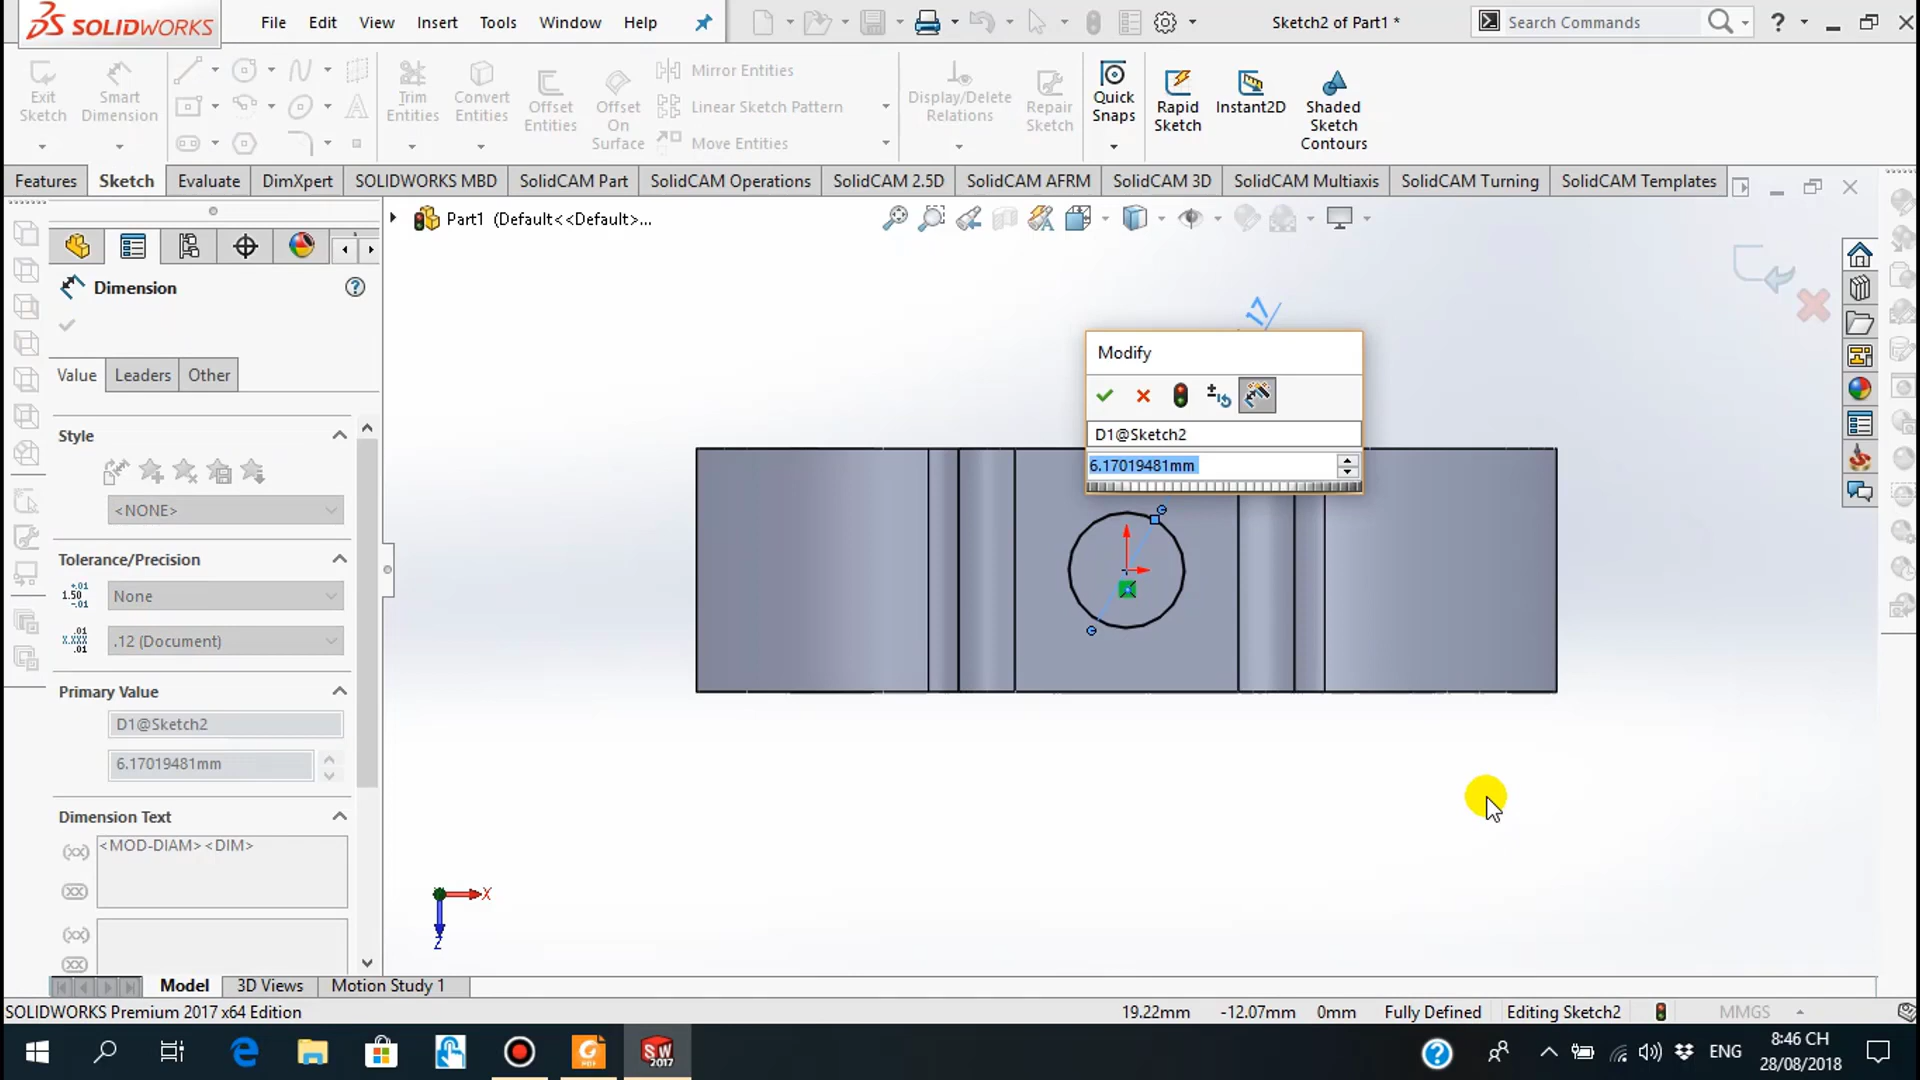 SOLIDWORKS
File Edit View Insert Tools Window Help
Sketch2 of Part1 *
Search Commands
Exit Sketch
Smart Dimension
Trim Entities
Convert Entities
Offset Entities
Offset On Surface
Mirror Entities
Linear Sketch Pattern
Move Entities
Display/Delete Relations
Repair Sketch
Quick Snaps
Rapid Sketch
Instant2D
Shaded Sketch Contours
Features Sketch Evaluate DimXpert SOLIDWORKS MBD SolidCAM Part SolidCAM Operations SolidCAM 2.5D SolidCAM AFRM SolidCAM 3D SolidCAM Multiaxis SolidCAM Turning SolidCAM Templates
Part1 (Default<<Default>...
Dimension
Value Leaders Other
Style
<NONE>
Tolerance/Precision
None
.12 (Document)
Primary Value
D1@Sketch2
6.17019481mm
Dimension Text
<MOD-DIAM><DIM>
Modify
D1@Sketch2
6.17019481mm
X
Z
Model 3D Views Motion Study 1
SOLIDWORKS Premium 2017 x64 Edition
19.22mm -12.07mm 0mm Fully Defined Editing Sketch2 MMGS
ENG
8:46 CH
28/08/2018